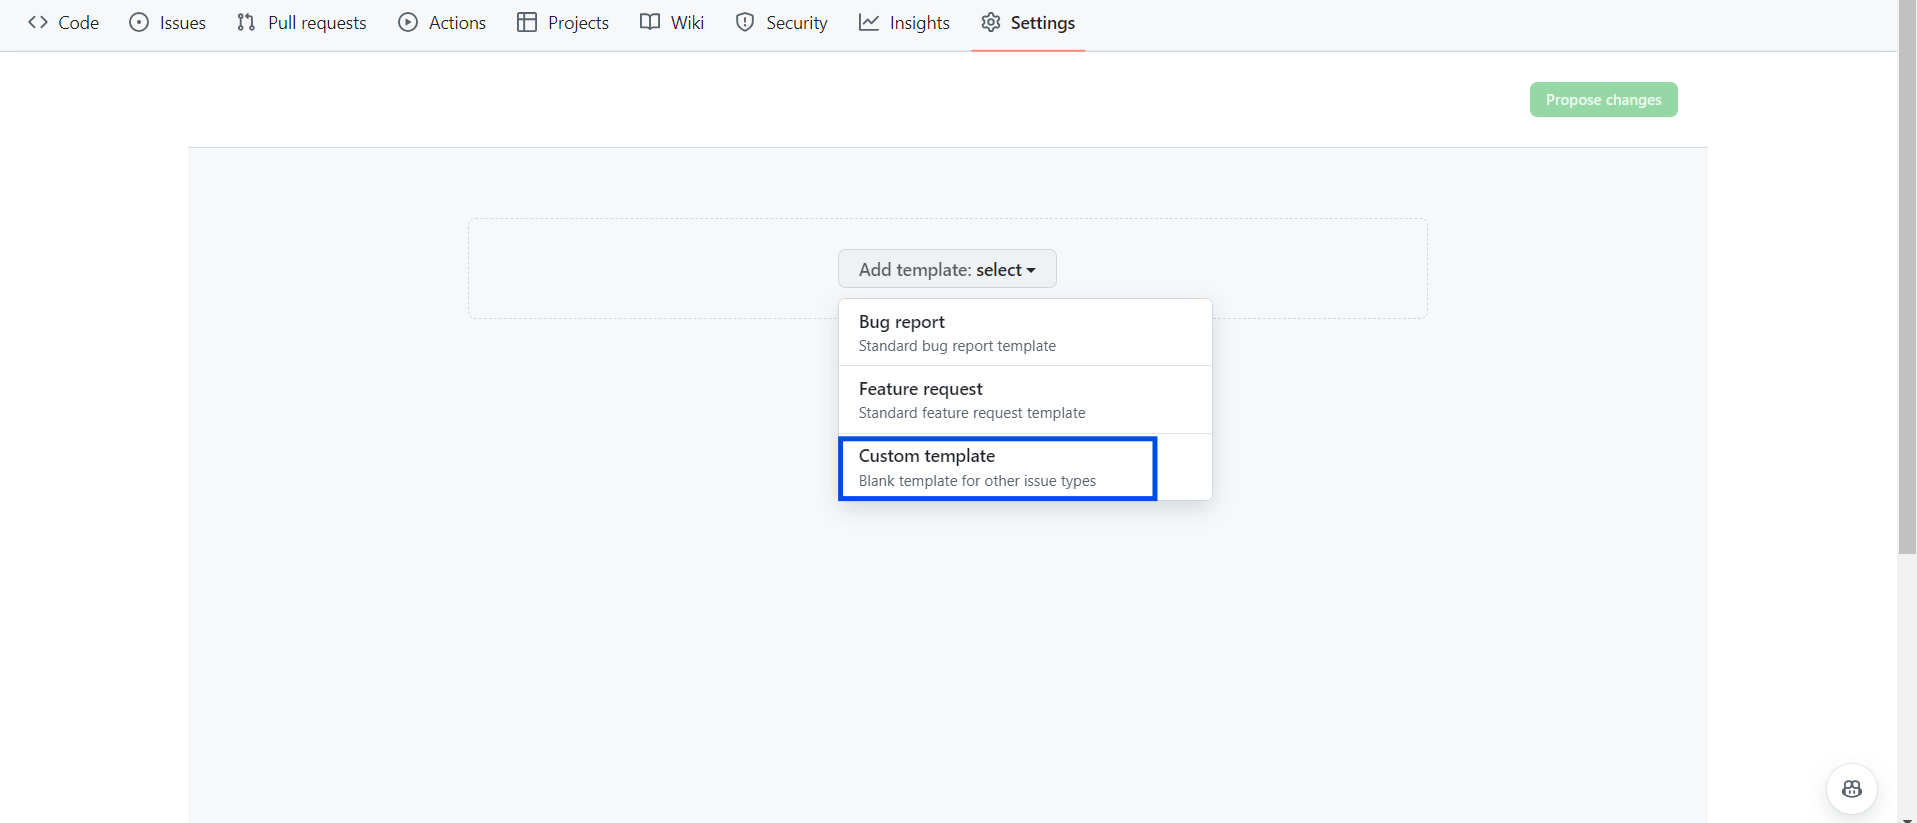 Code Issues Pull requests Actions Projects Wiki Security Insights Settings
Propose changes
Add template: select
Bug report
Standard bug report template
Feature request
Standard feature request template
Custom template
Blank template for other issue types